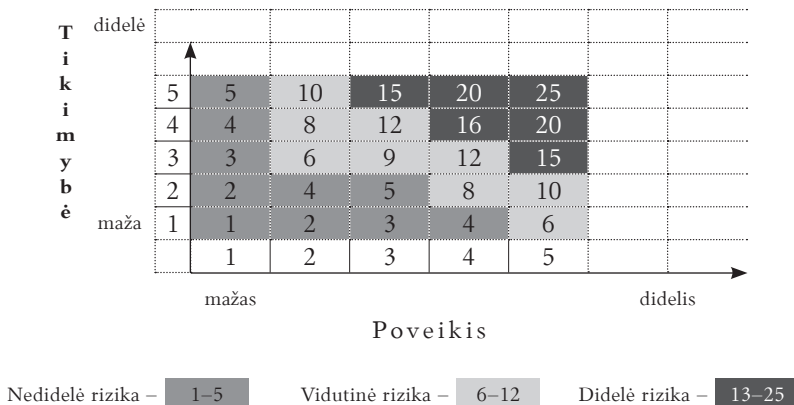 Tikimybė
didelė
5 5 10 15 20 25
4 4 8 12 16 20
3 3 6 9 12 15
2 2 4 5 8 10
maža 1 1 2 3 4 6
1 2 3 4 5
mažas didelis
Poveikis
Nedidelė rizika – 1–5 Vidutinė rizika – 6–12 Didelė rizika – 13–25